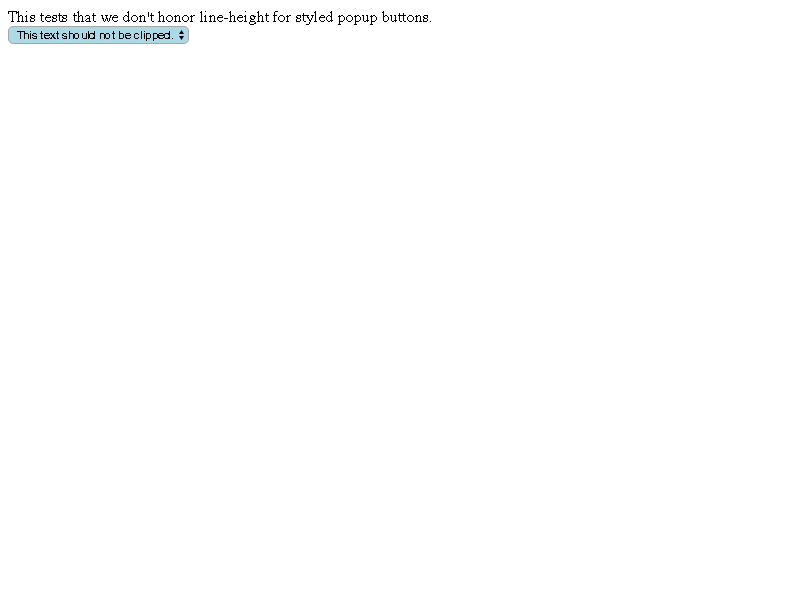 This tests that we don't honor line-height for styled popup buttons.
This text should not be clipped.